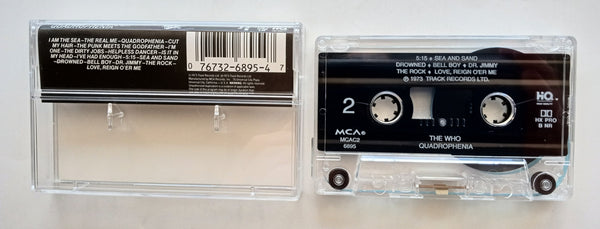 I AM THE SEA–THE REAL ME–QUADROPHENIA–CUT
MY HAIR–THE PUNK MEETS THE GODFATHER–I'M
ONE–THE DIRTY JOBS–HELPLESS DANCER–IS IT IN
MY HEAD–I'VE HAD ENOUGH–5:15–SEA AND SAND
–DROWNED–BELL BOY–DR. JIMMY–THE ROCK–
LOVE, REIGN O'ER ME
0 76732-6895-4 7
5:15 ♦ SEA AND SAND
DROWNED ♦ BELL BOY ♦ DR. JIMMY
THE ROCK ♦ LOVE, REIGN O'ER ME
℗ 1973 TRACK RECORDS LTD.
2
HQ
HX PRO
B NR
MCA
MCAC2
6895
THE WHO
QUADROPHENIA